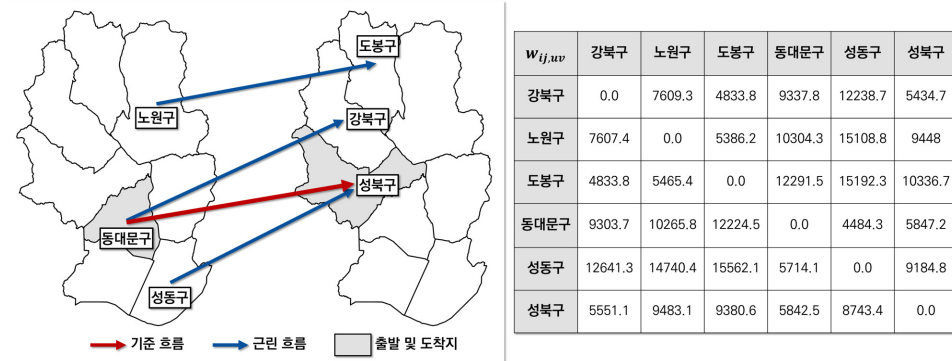 도봉구
노원구
강북구
성북구
동대문구
성동구
기준 흐름 근린 흐름 출발 및 도착지
w_{ij,uv} 강북구 노원구 도봉구 동대문구 성동구 성북구
강북구 0.0 7609.3 4833.8 9337.8 12238.7 5434.7
노원구 7607.4 0.0 5386.2 10304.3 15108.8 9448
도봉구 4833.8 5465.4 0.0 12291.5 15192.3 10336.7
동대문구 9303.7 10265.8 12224.5 0.0 4484.3 5847.2
성동구 12641.3 14740.4 15562.1 5714.1 0.0 9184.8
성북구 5551.1 9483.1 9380.6 5842.5 8743.4 0.0